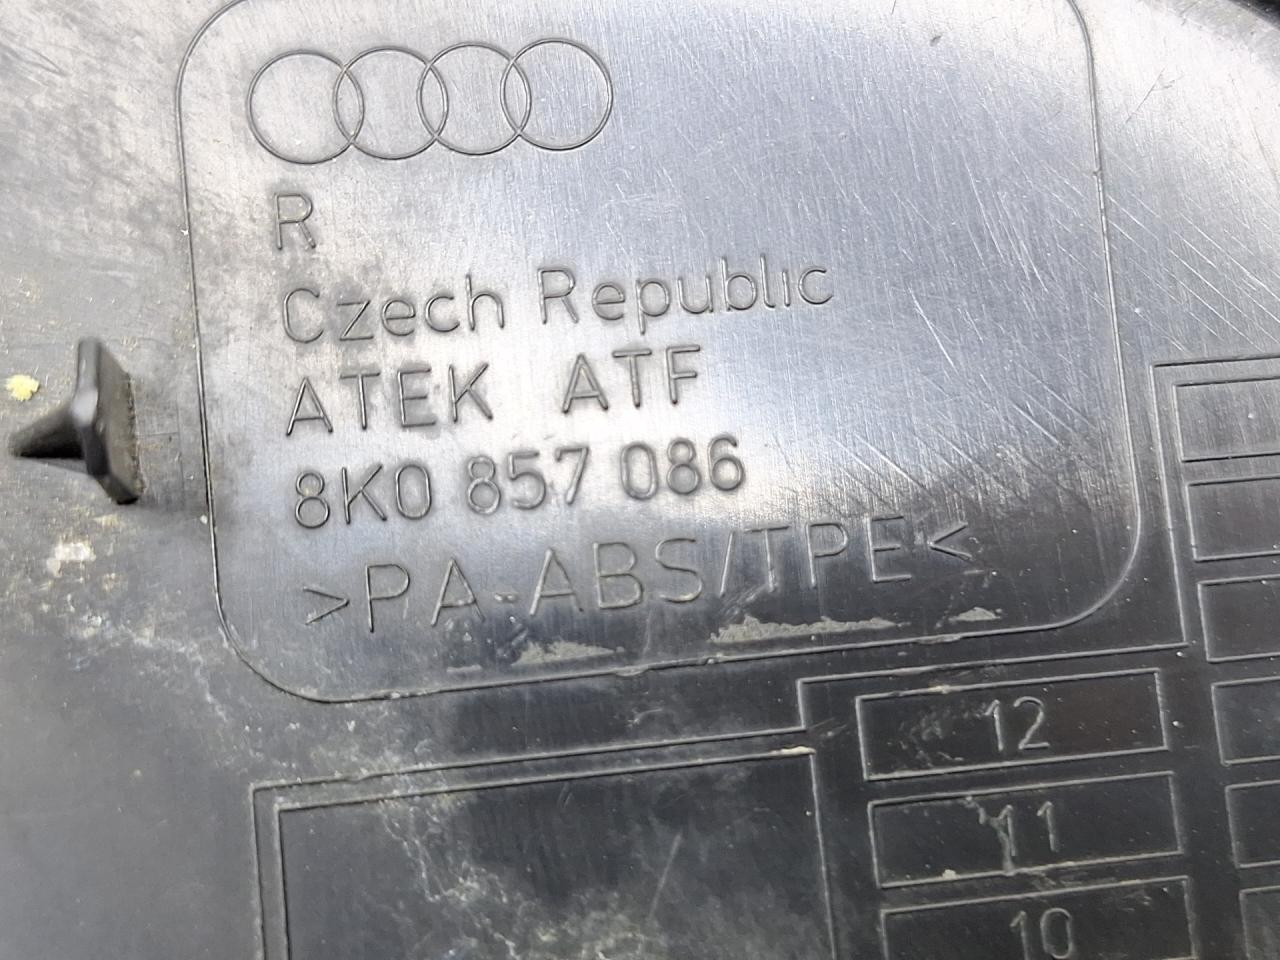 R
Czech Republic
ATEK ATF
8K0 857 086
>PA-ABS/TPE<
12
11
10